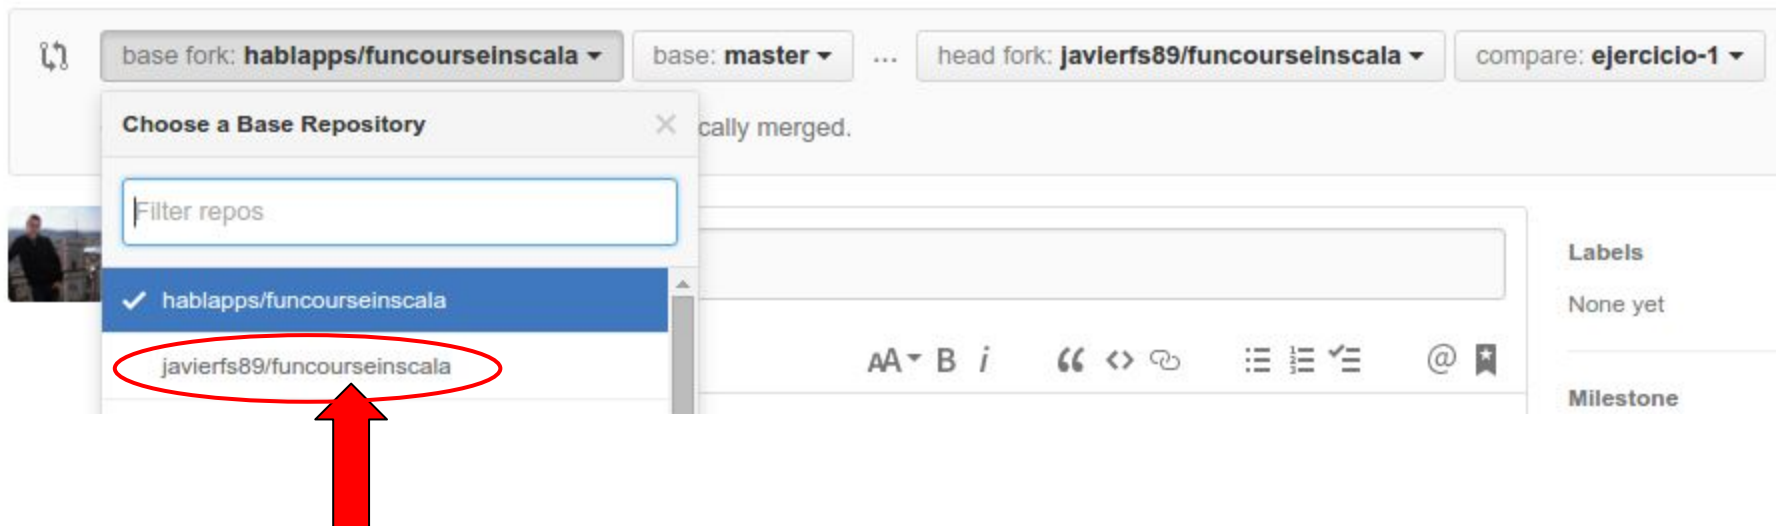 base fork: hablapps/funcourseinscala base: master ... head fork: javierfs89/funcourseinscala compare: ejercicio-1
Choose a Base Repository
cally merged.
Filter repos
hablapps/funcourseinscala
javierfs89/funcourseinscala
AA B i
Labels
None yet
Milestone